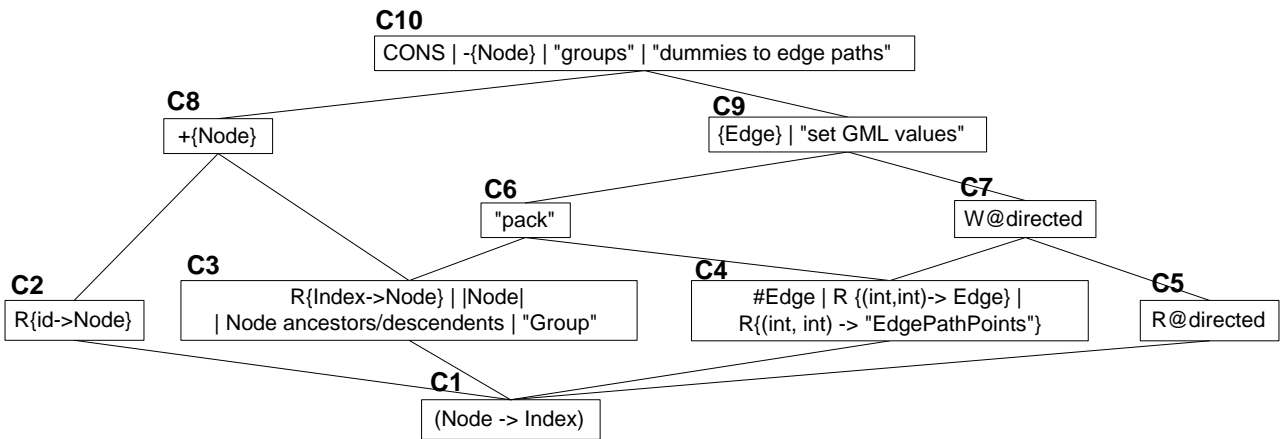 C10
CONS | -{Node} | "groups" | "dummies to edge paths"
C8
+{Node}
C9
{Edge} | "set GML values"
C6
"pack"
C7
W@directed
C2
R{id->Node}
C3
R{Index->Node} | |Node|
| Node ancestors/descendents | "Group"
C4
#Edge | R {(int,int)-> Edge} |
R{(int, int) -> "EdgePathPoints"}
C5
R@directed
C1
(Node -> Index)